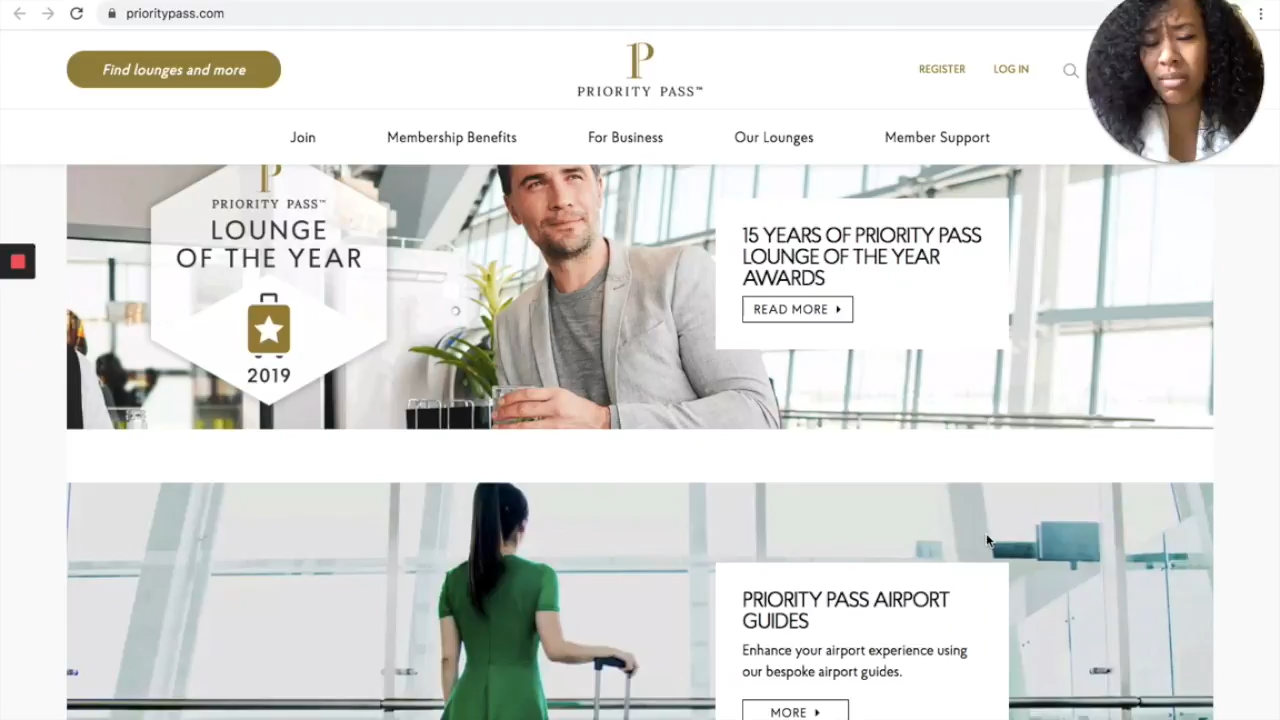 prioritypass.com
Find lounges and more
P
PRIORITY PASS™
REGISTER
LOG IN
Join
Membership Benefits
For Business
Our Lounges
Member Support
P
PRIORITY PASS™
LOUNGE
OF THE YEAR
2019
15 YEARS OF PRIORITY PASS
LOUNGE OF THE YEAR
AWARDS
READ MORE
PRIORITY PASS AIRPORT
GUIDES
Enhance your airport experience using
our bespoke airport guides.
MORE